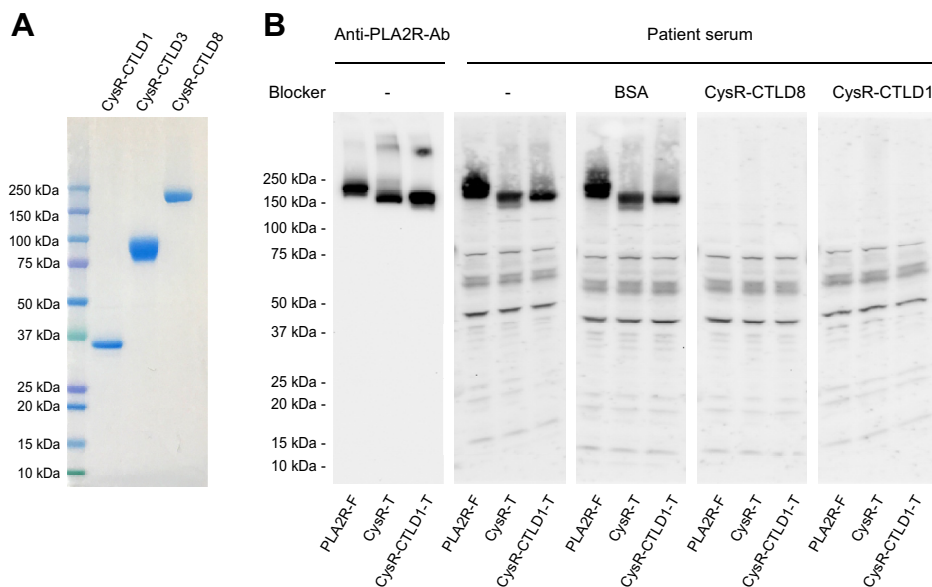 A
CysR-CTLD1
CysR-CTLD3
CysR-CTLD8
250 kDa
150 kDa
100 kDa
75 kDa
50 kDa
37 kDa
25 kDa
20 kDa
15 kDa
10 kDa
B
Anti-PLA2R-Ab Patient serum
Blocker - - BSA CysR-CTLD8 CysR-CTLD1
250 kDa -
150 kDa -
100 kDa -
75 kDa -
50 kDa -
37 kDa -
25 kDa -
20 kDa -
15 kDa -
10 kDa -
PLA2R-F
CysR-T
CysR-CTLD1-T
PLA2R-F
CysR-T
CysR-CTLD1-T
PLA2R-F
CysR-T
CysR-CTLD1-T
PLA2R-F
CysR-T
CysR-CTLD1-T
PLA2R-F
CysR-T
CysR-CTLD1-T